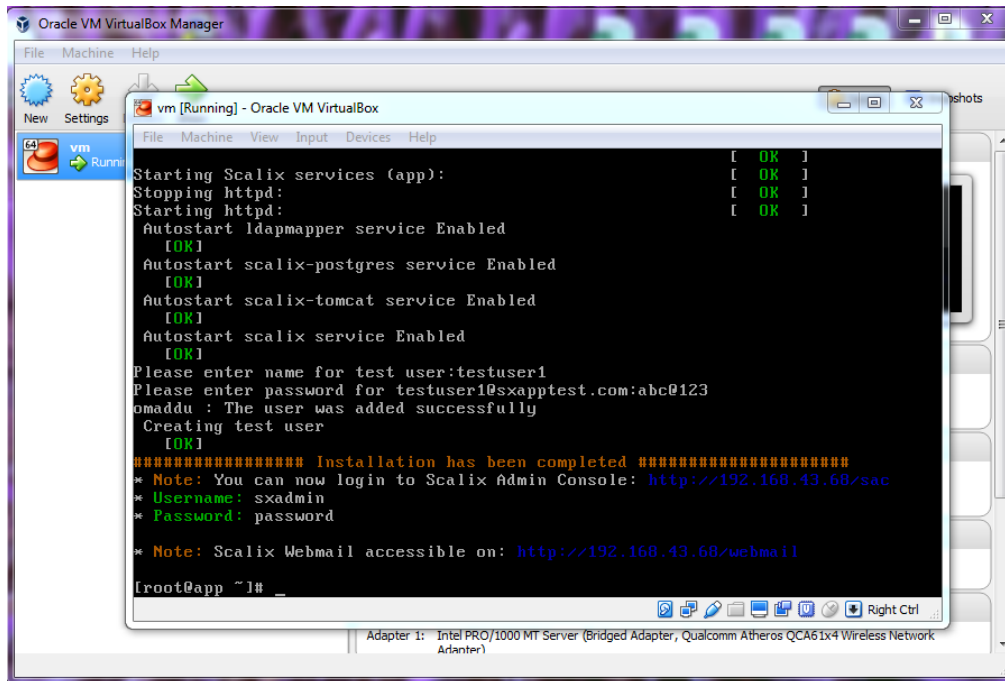 Oracle VM VirtualBox Manager
File Machine Help
New Settings
pshots
64 vm
Runnin
vm [Running] - Oracle VM VirtualBox
File Machine View Input Devices Help
[ OK ]
Starting Scalix services (app): [ OK ]
Stopping httpd: [ OK ]
Starting httpd: [ OK ]
Autostart ldapmapper service Enabled
[OK]
Autostart scalix-postgres service Enabled
[OK]
Autostart scalix-tomcat service Enabled
[OK]
Autostart scalix service Enabled
[OK]
Please enter name for test user:testuser1
Please enter password for testuser1@sxapptest.com:abc@123
omaddu : The user was added successfully
Creating test user
[OK]
################# Installation has been completed #####################
* Note: You can now login to Scalix Admin Console: http://192.168.43.68/sac
* Username: sxadmin
* Password: password
* Note: Scalix Webmail accessible on: http://192.168.43.68/webmail
[root@app ~]# _
Right Ctrl
Adapter 1: Intel PRO/1000 MT Server (Bridged Adapter, Qualcomm Atheros QCA61x4 Wireless Network
Adapter)